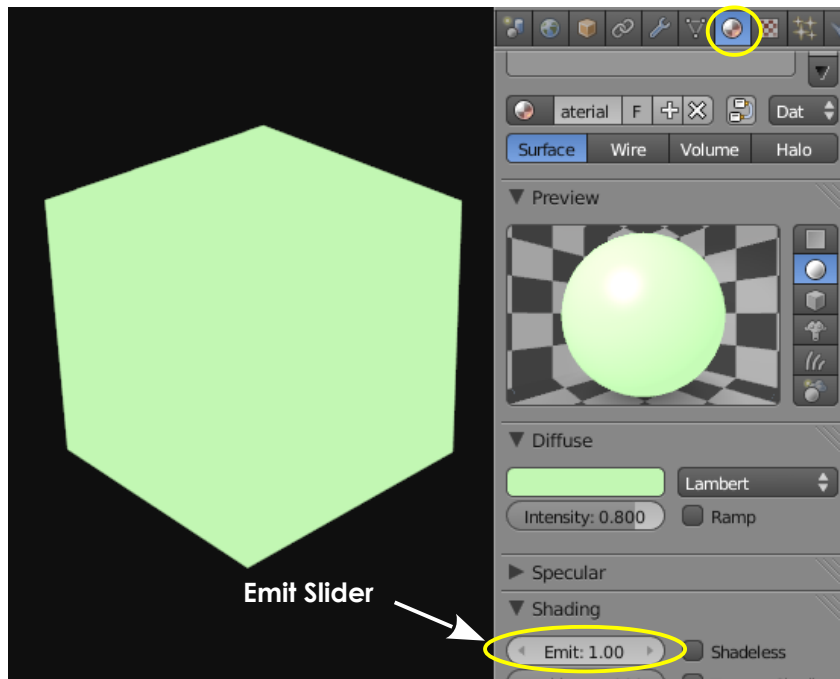 aterial F Dat
Surface Wire Volume Halo
Preview
Diffuse
Lambert
Intensity: 0.800 Ramp
Specular
Emit Slider
Shading
Emit: 1.00 Shadeless